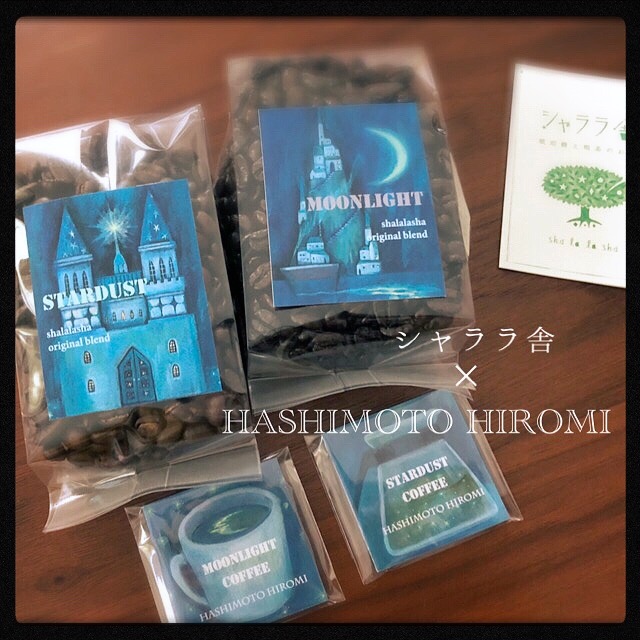 STARDUST
shalalasha
original blend
MOONLIGHT
shalalasha
original blend
シャララ舎
sha la la sha
シャララ舎
×
HASHIMOTO HIROMI
MOONLIGHT
COFFEE
HASHIMOTO HIROMI
STARDUST
COFFEE
HASHIMOTO HIROMI